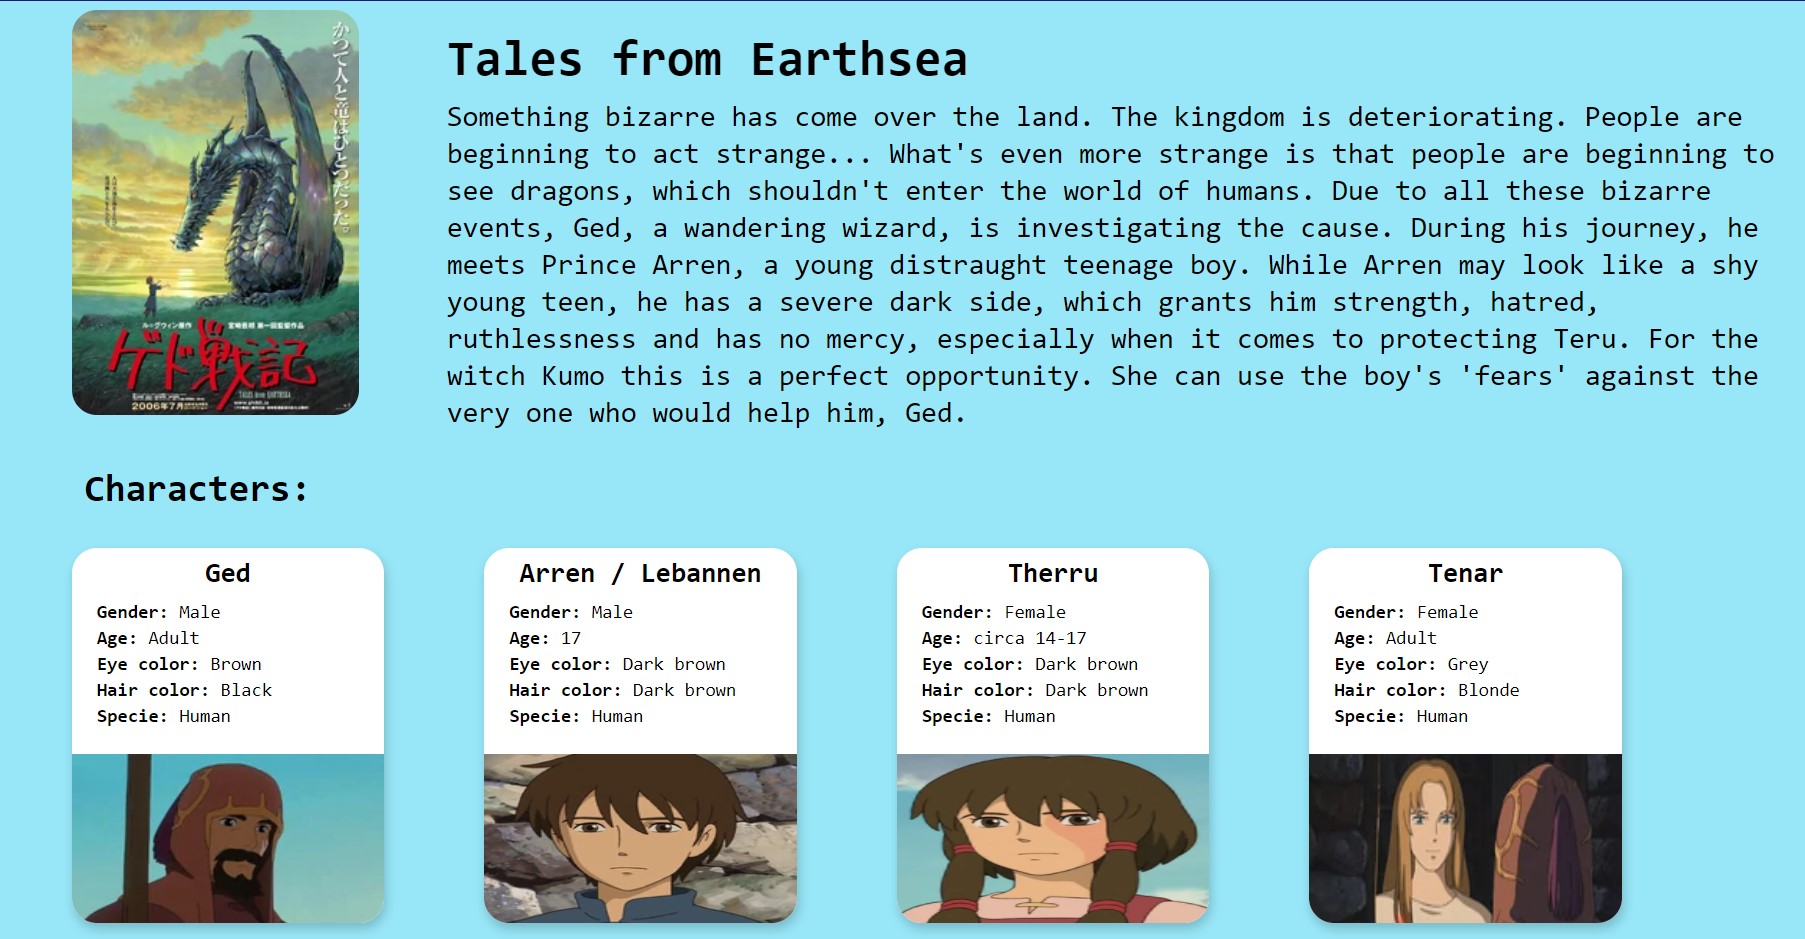 かつて人と竜はひとつだった。
ル=グウィン原作
宮崎吾朗 第一回監督作品
ゲド戦記
TALES from EARTHSEA
2006年7月
Tales from Earthsea
Something bizarre has come over the land. The kingdom is deteriorating. People are
beginning to act strange... What's even more strange is that people are beginning to
see dragons, which shouldn't enter the world of humans. Due to all these bizarre
events, Ged, a wandering wizard, is investigating the cause. During his journey, he
meets Prince Arren, a young distraught teenage boy. While Arren may look like a shy
young teen, he has a severe dark side, which grants him strength, hatred,
ruthlessness and has no mercy, especially when it comes to protecting Teru. For the
witch Kumo this is a perfect opportunity. She can use the boy's 'fears' against the
very one who would help him, Ged.
Characters:
Ged
Gender: Male
Age: Adult
Eye color: Brown
Hair color: Black
Specie: Human
Arren / Lebannen
Gender: Male
Age: 17
Eye color: Dark brown
Hair color: Dark brown
Specie: Human
Therru
Gender: Female
Age: circa 14-17
Eye color: Dark brown
Hair color: Dark brown
Specie: Human
Tenar
Gender: Female
Age: Adult
Eye color: Grey
Hair color: Blonde
Specie: Human